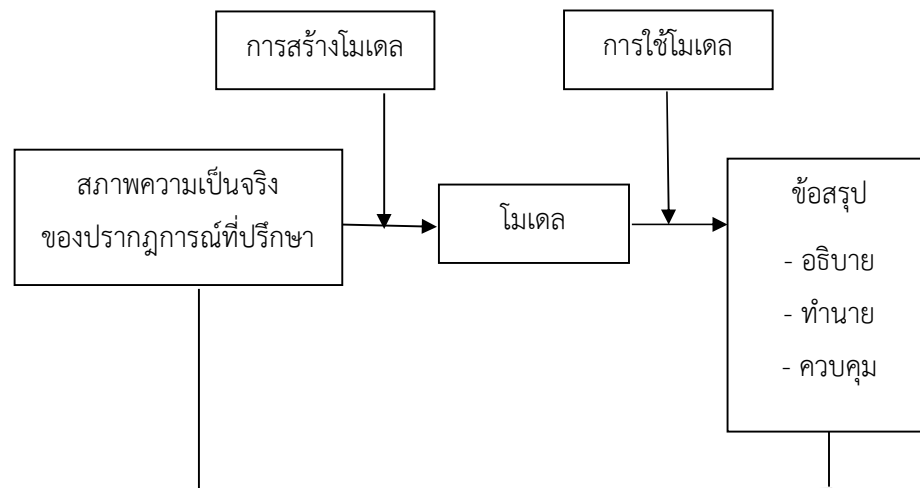 การสร้างโมเดล
การใช้โมเดล
สภาพความเป็นจริง
ของปรากฎการณ์ที่ปรึกษา
โมเดล
ข้อสรุป
- อธิบาย
- ทำนาย
- ควบคุม